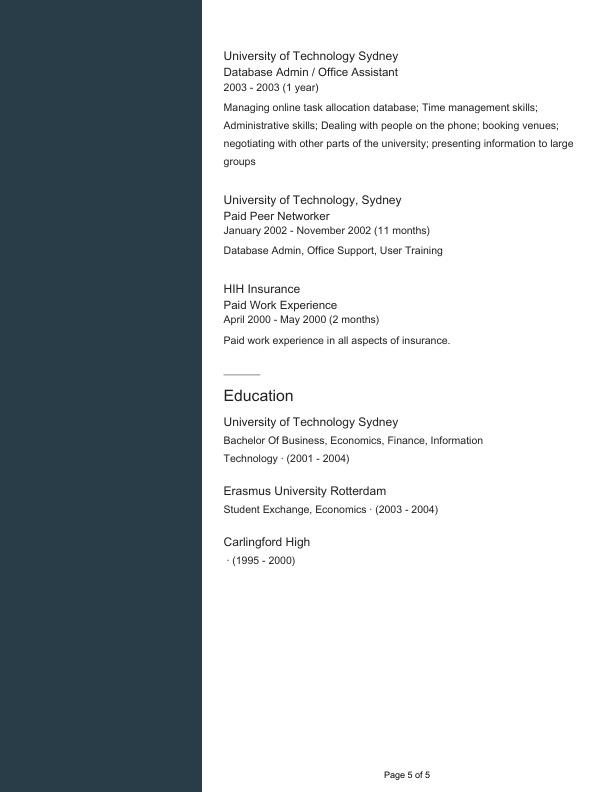 University of Technology Sydney
Database Admin / Office Assistant
2003 - 2003 (1 year)
Managing online task allocation database; Time management skills;
Administrative skills; Dealing with people on the phone; booking venues;
negotiating with other parts of the university; presenting information to large
groups
University of Technology, Sydney
Paid Peer Networker
January 2002 - November 2002 (11 months)
Database Admin, Office Support, User Training
HIH Insurance
Paid Work Experience
April 2000 - May 2000 (2 months)
Paid work experience in all aspects of insurance.
Education
University of Technology Sydney
Bachelor Of Business, Economics, Finance, Information
Technology · (2001 - 2004)
Erasmus University Rotterdam
Student Exchange, Economics · (2003 - 2004)
Carlingford High
· (1995 - 2000)
Page 5 of 5